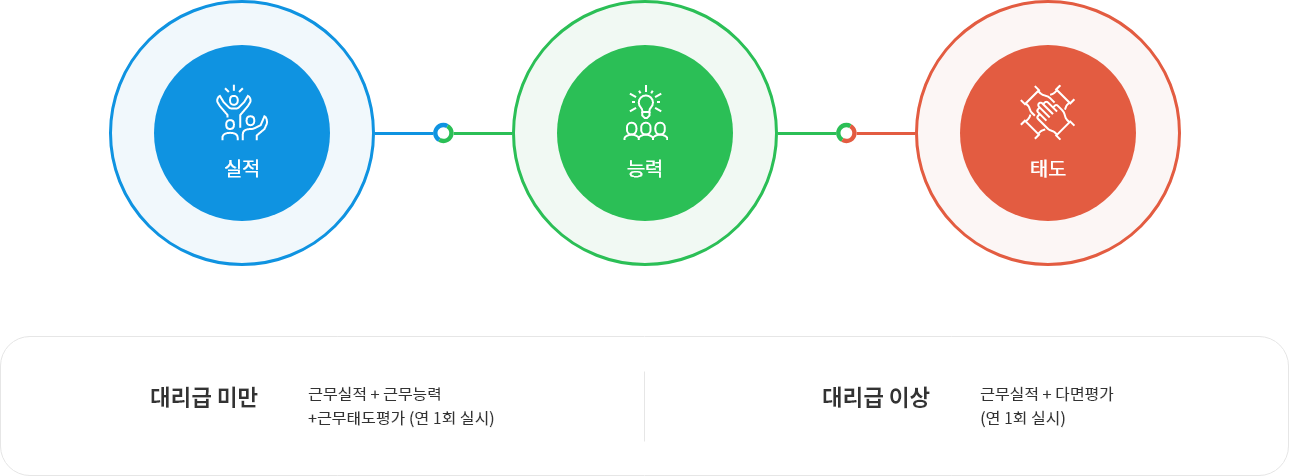 실적
능력
태도
대리급 미만
근무실적 + 근무능력
+근무태도평가 (연 1회 실시)
대리급 이상
근무실적 + 다면평가
(연 1회 실시)